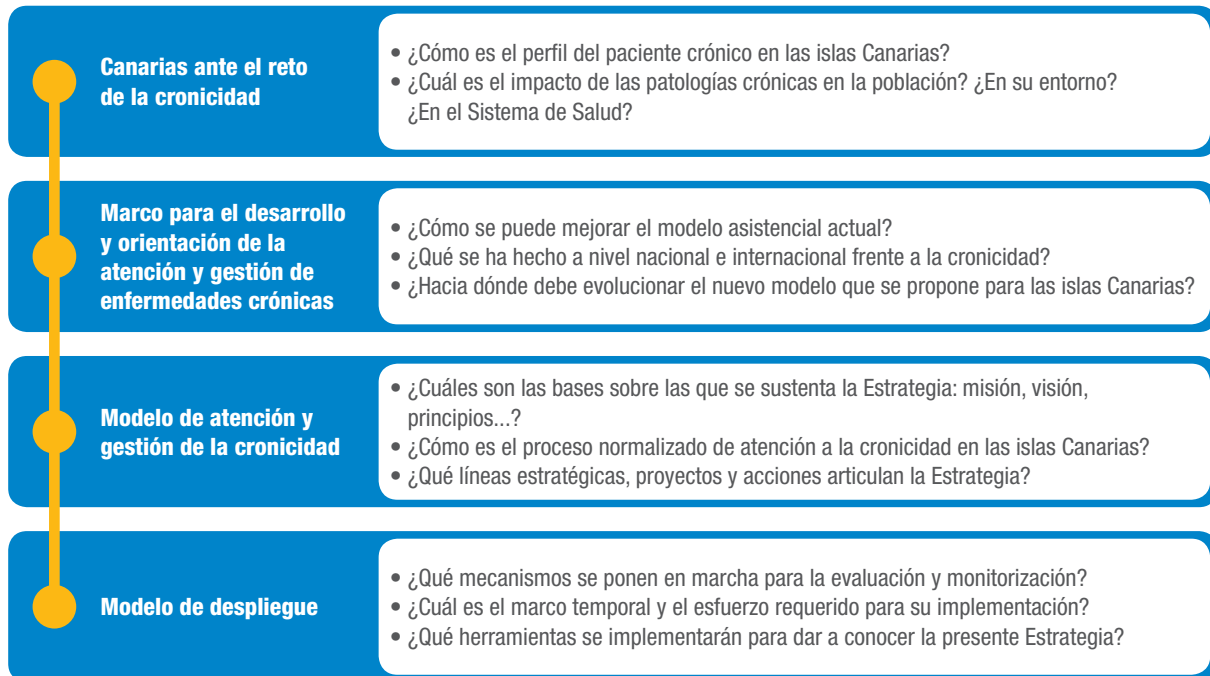 Canarias ante el reto
de la cronicidad
• ¿Cómo es el perfil del paciente crónico en las islas Canarias?
• ¿Cuál es el impacto de las patologías crónicas en la población? ¿En su entorno?
¿En el Sistema de Salud?
Marco para el desarrollo
y orientación de la
atención y gestión de
enfermedades crónicas
• ¿Cómo se puede mejorar el modelo asistencial actual?
• ¿Qué se ha hecho a nivel nacional e internacional frente a la cronicidad?
• ¿Hacia dónde debe evolucionar el nuevo modelo que se propone para las islas Canarias?
Modelo de atención y
gestión de la cronicidad
• ¿Cuáles son las bases sobre las que se sustenta la Estrategia: misión, visión,
principios...?
• ¿Cómo es el proceso normalizado de atención a la cronicidad en las islas Canarias?
• ¿Qué líneas estratégicas, proyectos y acciones articulan la Estrategia?
Modelo de despliegue
• ¿Qué mecanismos se ponen en marcha para la evaluación y monitorización?
• ¿Cuál es el marco temporal y el esfuerzo requerido para su implementación?
• ¿Qué herramientas se implementarán para dar a conocer la presente Estrategia?